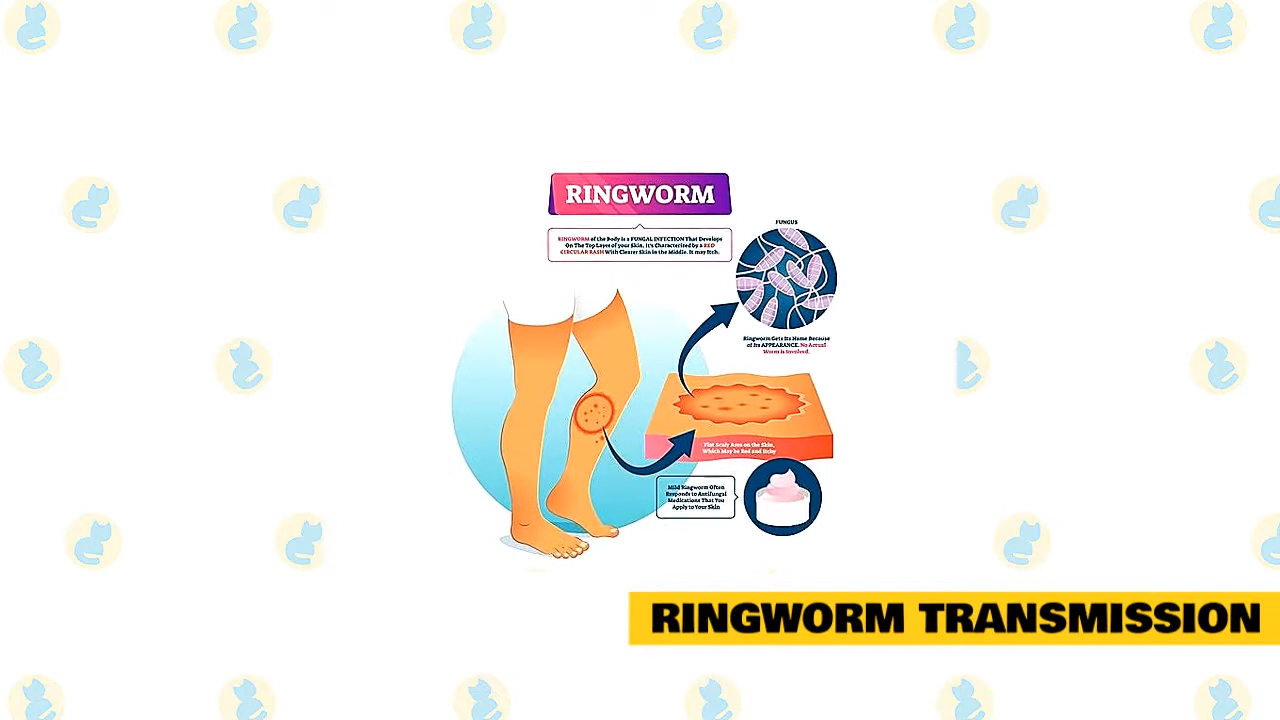 RINGWORM
RINGWORM of the Body is a FUNGAL INFECTION That Develops
On The Top Layer of your Skin, It's Characterized by a RED
CIRCULAR RASH With Clearer Skin in the Middle. It may Itch.
FUNGUS
Ringworm Gets Its Name Because
of Its APPEARANCE. No Actual
Worm is Involved.
Flat Scaly Area on the Skin,
Which May be Red and Itchy
Mild Ringworm Often
Responds to Antifungal
Medications That You
Apply to Your Skin
RINGWORM TRANSMISSION